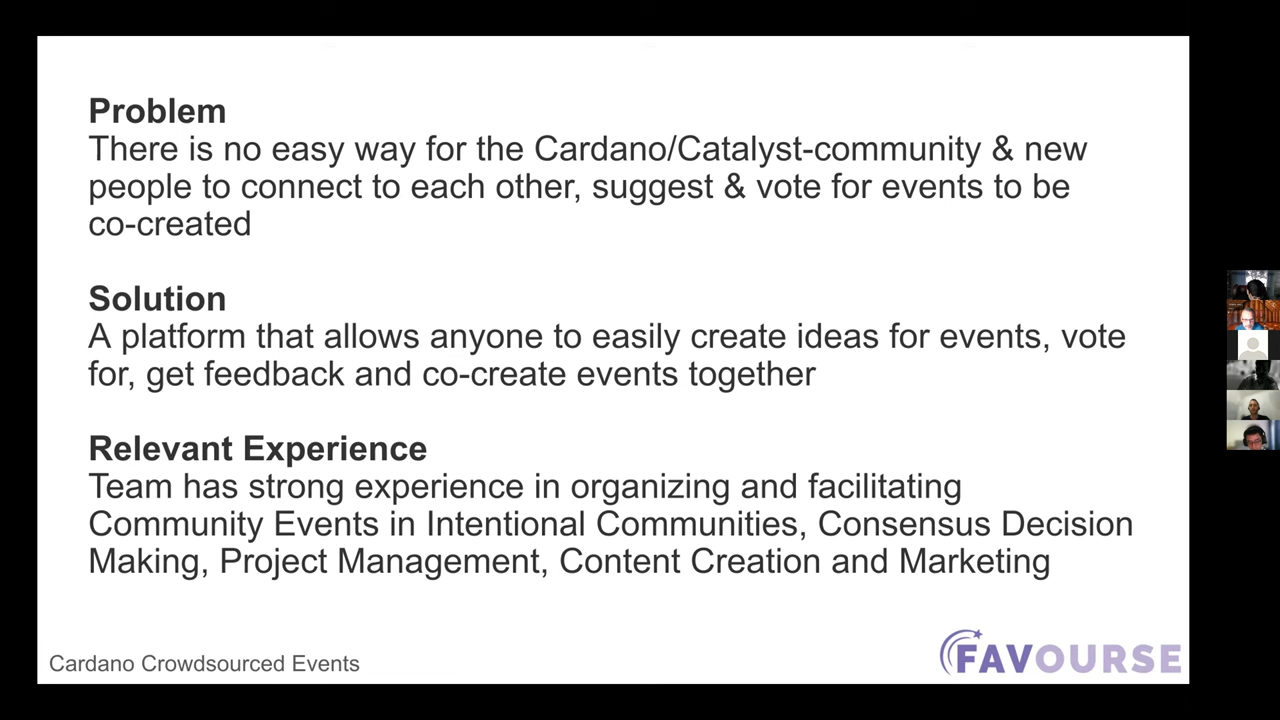 Problem
There is no easy way for the Cardano/Catalyst-community & new
people to connect to each other, suggest & vote for events to be
co-created
Solution
A platform that allows anyone to easily create ideas for events, vote
for, get feedback and co-create events together
Relevant Experience
Team has strong experience in organizing and facilitating
Community Events in Intentional Communities, Consensus Decision
Making, Project Management, Content Creation and Marketing
Cardano Crowdsourced Events
FAVOURSE